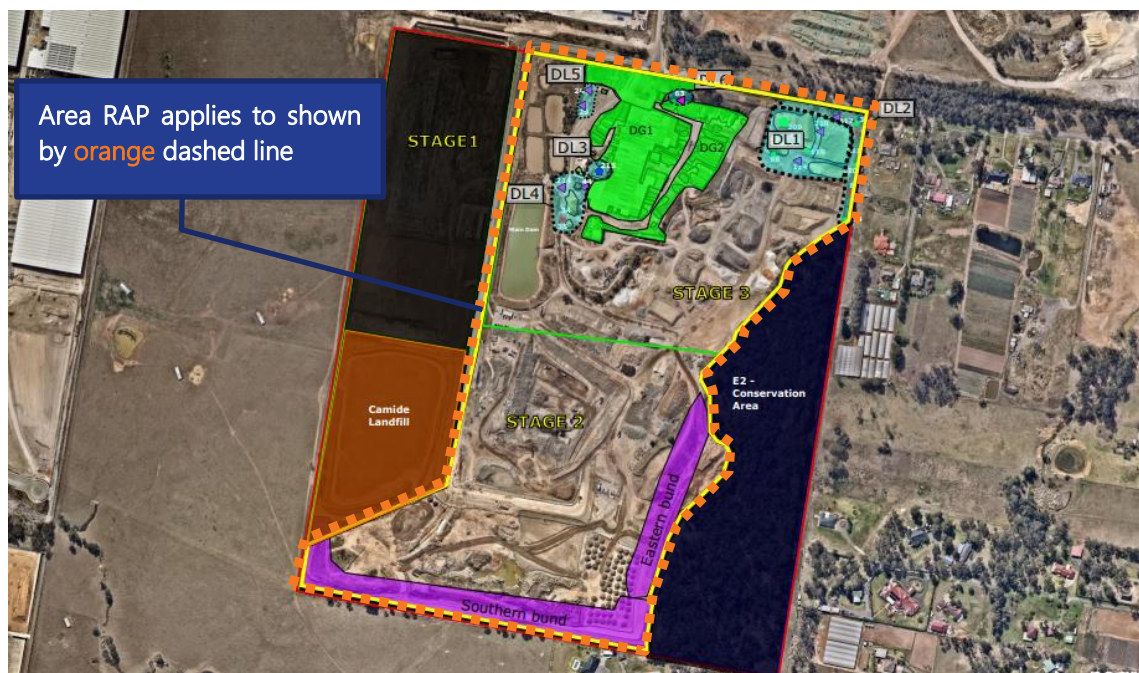 Area RAP applies to shown
by orange dashed line
STAGE1
DL5
DL6
DL2
DG1
DG2
DL1
DL3
DL4
Main Dam
STAGE 3
E2 -
Conservation
Area
Camide
Landfill
STAGE 2
Eastern bund
Southern bund